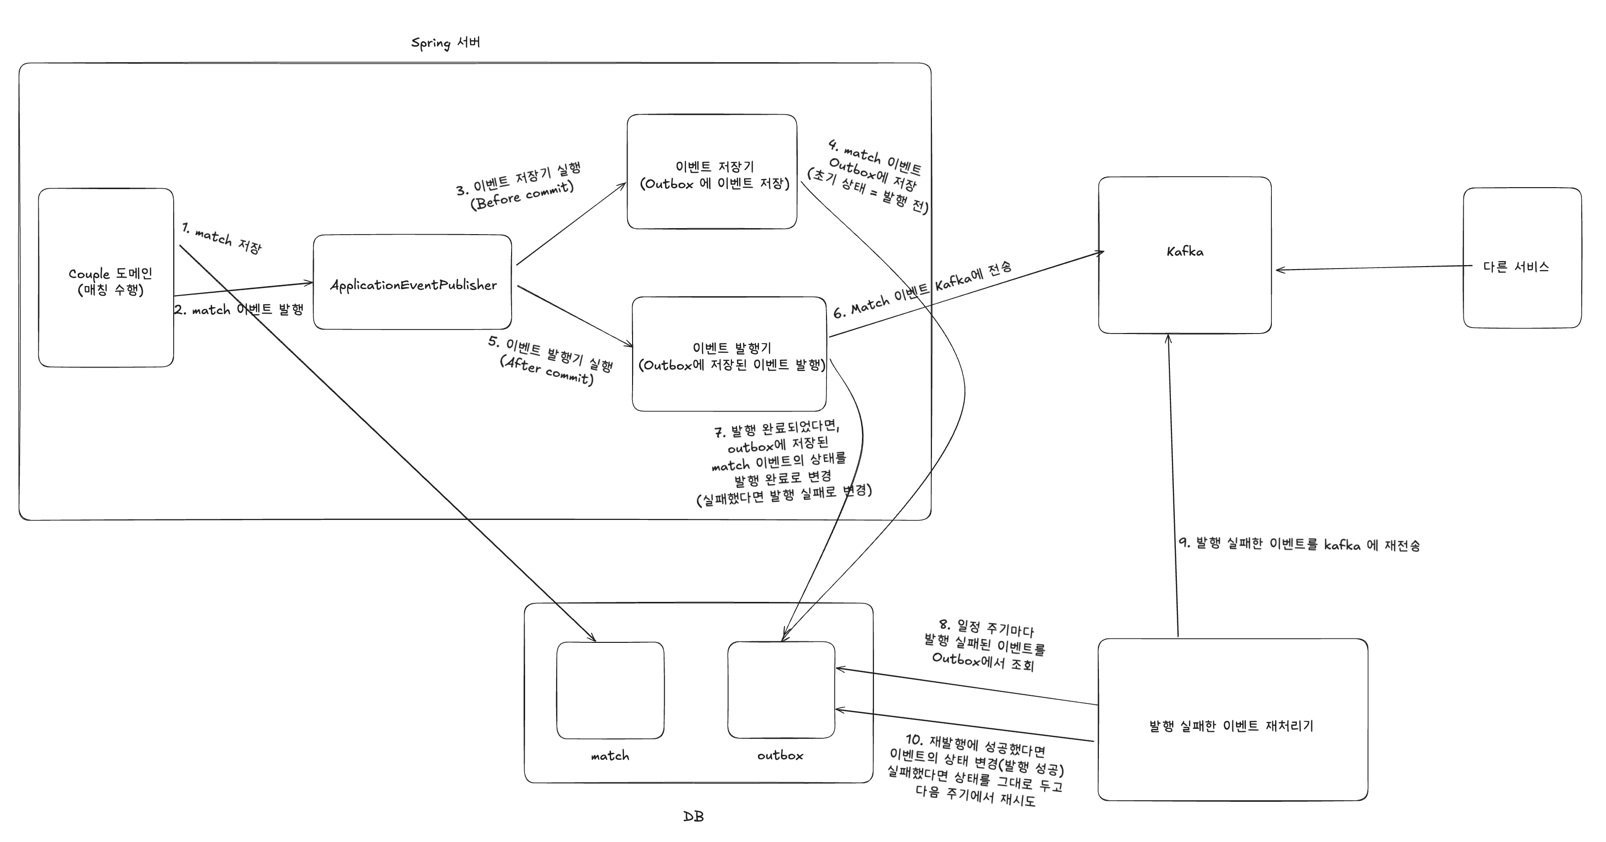 Spring 서버
Couple 도메인
(매칭 수행)
1. match 저장
2. match 이벤트 발행
ApplicationEventPublisher
3. 이벤트 저장기 실행
(Before commit)
이벤트 저장기
(Outbox 에 이벤트 저장)
4. match 이벤트
Outbox에 저장
(초기 상태 = 발행 전)
5. 이벤트 발행기 실행
(After commit)
이벤트 발행기
(Outbox에 저장된 이벤트 발행)
6. Match 이벤트 Kafka에 전송
Kafka
다른 서비스
7. 발행 완료되었다면,
outbox에 저장된
match 이벤트의 상태를
발행 완료로 변경
(실패했다면 발행 실패로 변경)
match
outbox
DB
8. 일정 주기마다
발행 실패된 이벤트를
Outbox에서 조회
9. 발행 실패한 이벤트를 kafka 에 재전송
발행 실패한 이벤트 재처리기
10. 재발행에 성공했다면
이벤트의 상태 변경(발행 성공)
실패했다면 상태를 그대로 두고
다음 주기에서 재시도